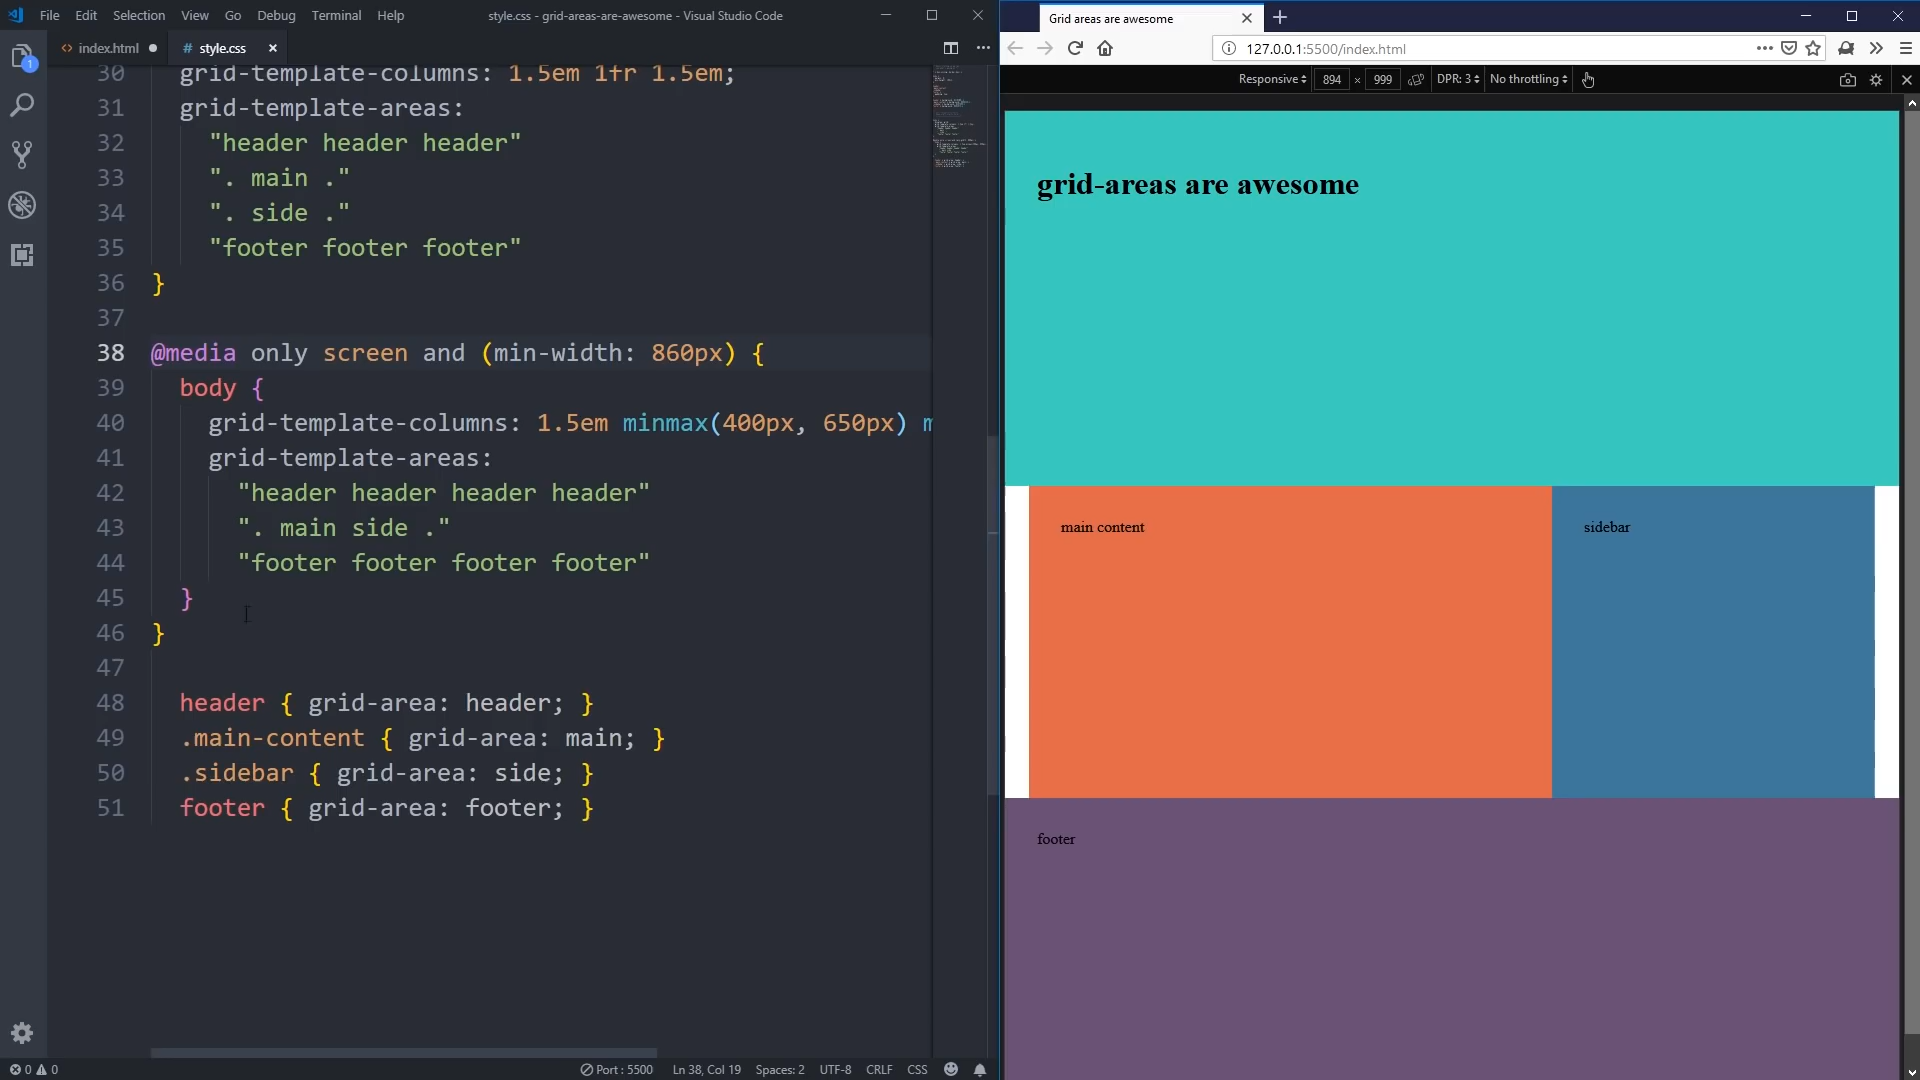 File Edit Selection View Go Debug Terminal Help
style.css - grid-areas-are-awesome - Visual Studio Code
index.html
# style.css
1
30 grid-template-columns: 1.5em 1fr 1.5em;
31 grid-template-areas:
32 "header header header"
33 ". main ."
34 ". side ."
35 "footer footer footer"
36 }
37
38 @media only screen and (min-width: 860px) {
39 body {
40 grid-template-columns: 1.5em minmax(400px, 650px) m
41 grid-template-areas:
42 "header header header header"
43 ". main side ."
44 "footer footer footer footer"
45 }
46 }
47
48 header { grid-area: header; }
49 .main-content { grid-area: main; }
50 .sidebar { grid-area: side; }
51 footer { grid-area: footer; }
0 0
Port : 5500
Ln 38, Col 19
Spaces: 2
UTF-8
CRLF
CSS
Grid areas are awesome
127.0.0.1:5500/index.html
Responsive 894 × 999 DPR: 3 No throttling
grid-areas are awesome
main content
sidebar
footer